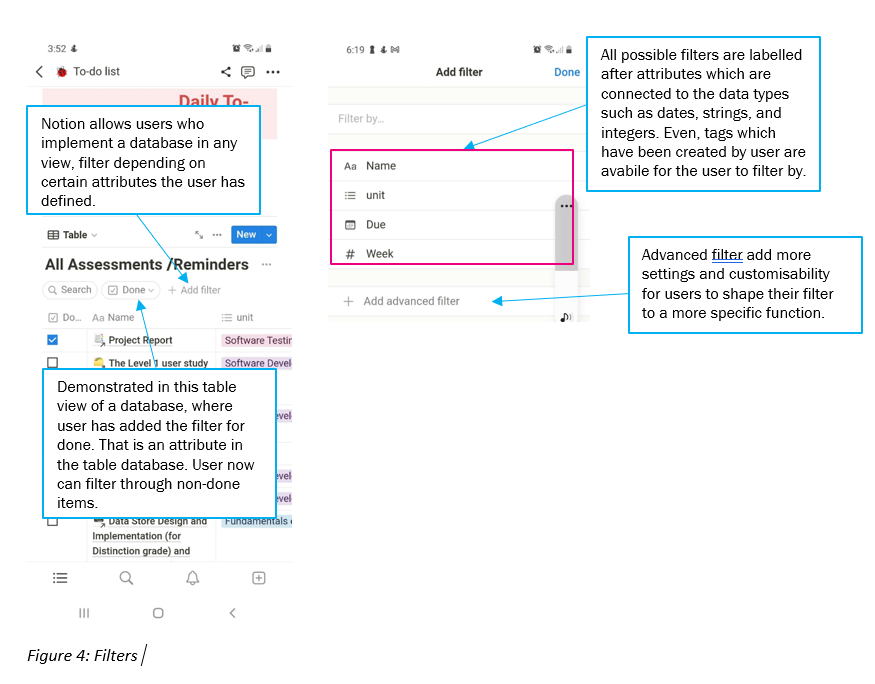 3:52
To-do list
Daily To-
Notion allows users who
implement a database in any
view, filter depending on
certain attributes the user has
defined.
Table
New
All Assessments /Reminders
Search
Done
+ Add filter
Do...
Aa Name
unit
Project Report
Software Testin
The Level 1 user study
Software Devel
Demonstrated in this table
view of a database, where
user has added the filter for
done. That is an attribute in
the table database. User now
can filter through non-done
items.
evel
evel
evel
Data Store Design and
Fundamentals
Implementation (for
Distinction grade) and
6:19
Add filter
Done
Filter by...
Aa Name
unit
Due
# Week
+ Add advanced filter
All possible filters are labelled
after attributes which are
connected to the data types
such as dates, strings, and
integers. Even, tags which
have been created by user are
avabile for the user to filter by.
Advanced filter add more
settings and customisability
for users to shape their filter
to a more specific function.
Figure 4: Filters